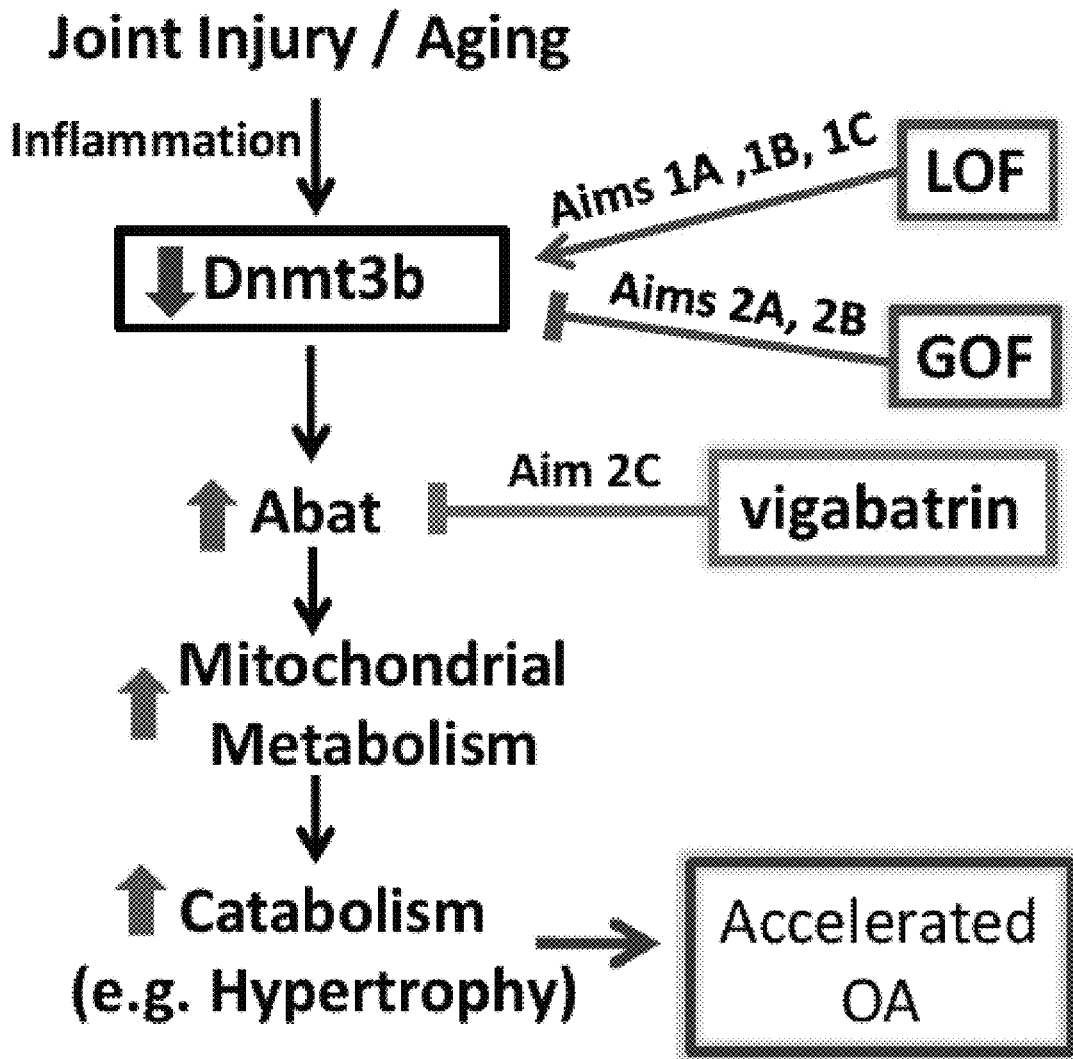 Joint Injury / Aging
Inflammation
Aims 1A ,1B, 1C
LOF
Dnmt3b
Aims 2A, 2B
GOF
Abat
Aim 2C
vigabatrin
Mitochondrial
Metabolism
Catabolism
(e.g. Hypertrophy)
Accelerated
OA